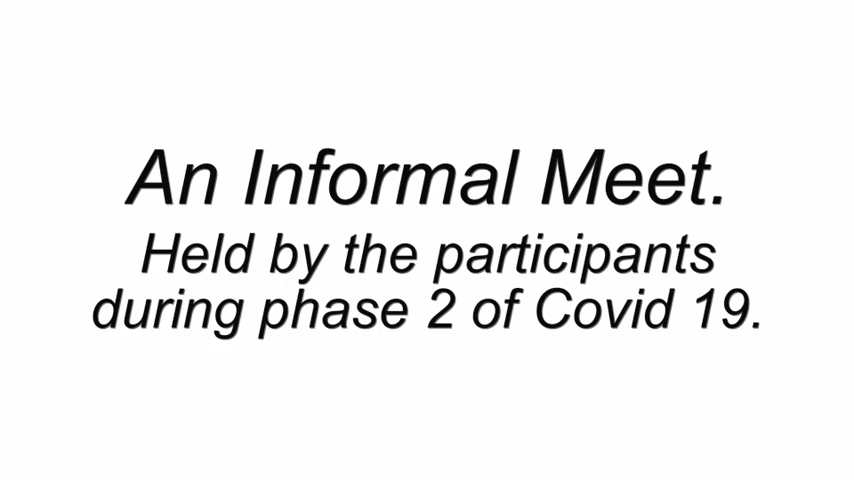 An Informal Meet.
Held by the participants
during phase 2 of Covid 19.